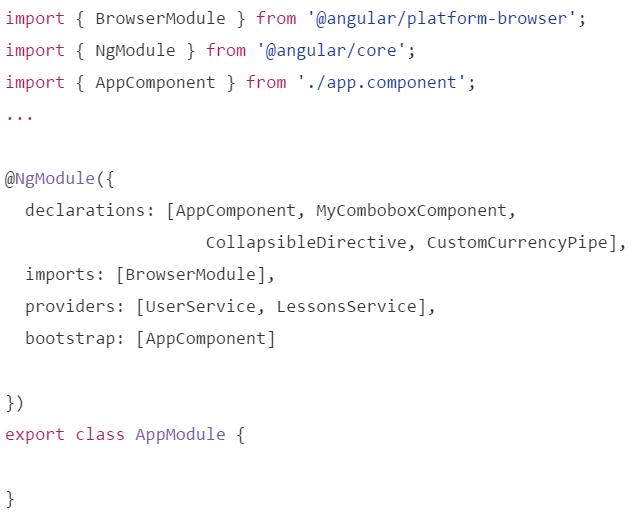 import { BrowserModule } from '@angular/platform-browser';
import { NgModule } from '@angular/core';
import { AppComponent } from './app.component';
...
@NgModule({
declarations: [AppComponent, MyComboboxComponent,
CollapsibleDirective, CustomCurrencyPipe],
imports: [BrowserModule],
providers: [UserService, LessonsService],
bootstrap: [AppComponent]
})
export class AppModule {
}